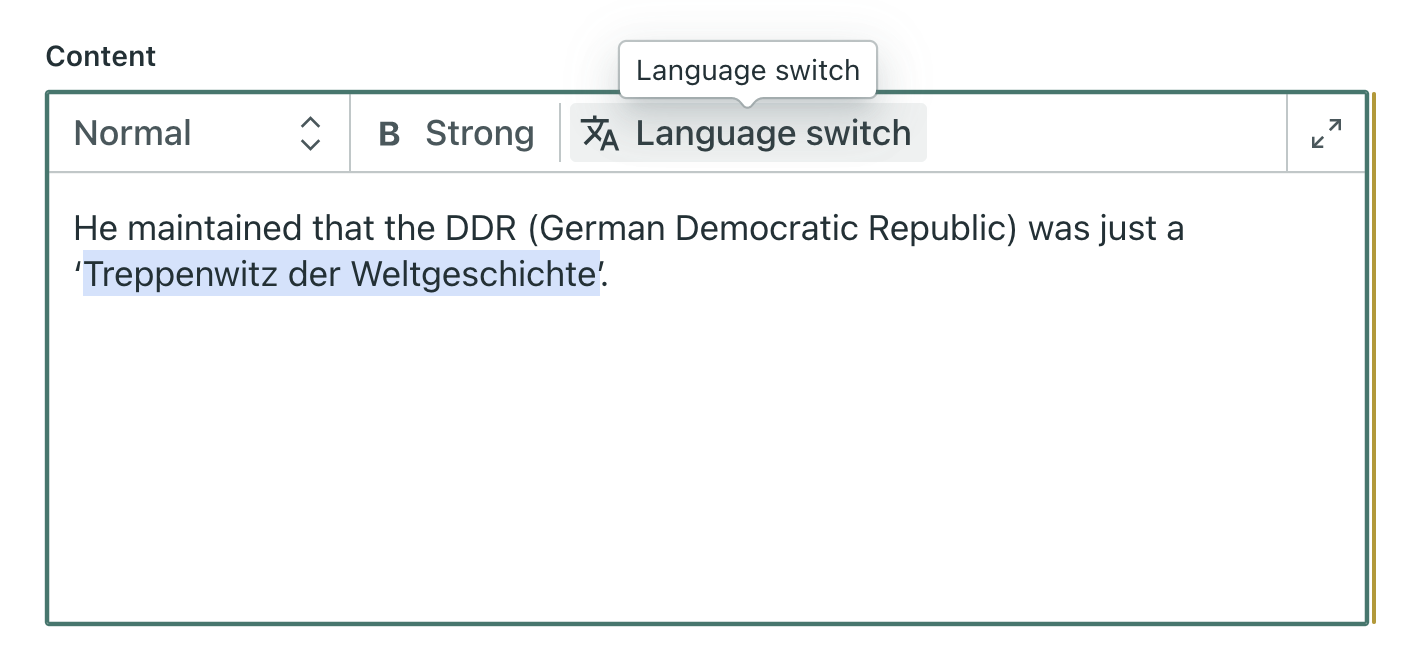 Content
Language switch
Normal
B Strong
Language switch
He maintained that the DDR (German Democratic Republic) was just a
‘Treppenwitz der Weltgeschichte’.